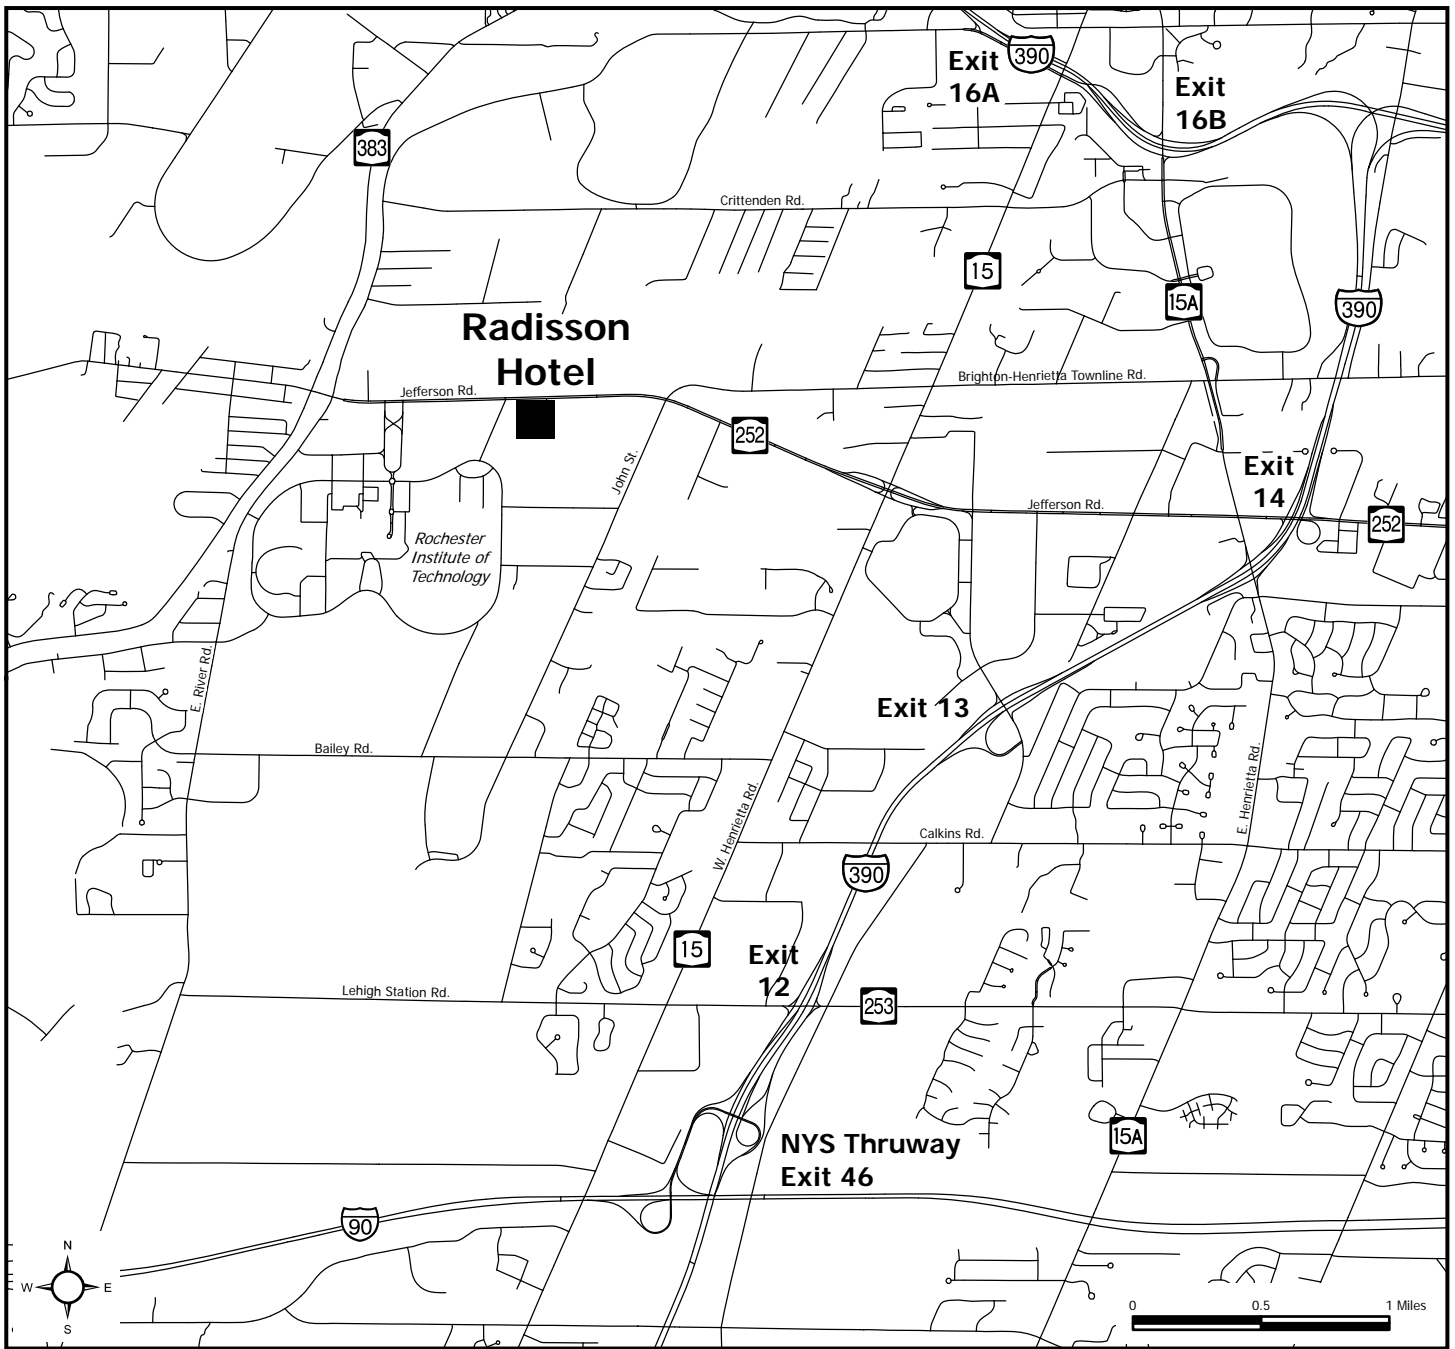 390
Exit
16A
Exit
16B
383
Crittenden Rd.
15
15A
390
Radisson
Hotel
Brighton-Henrietta Townline Rd.
Jefferson Rd.
252
John St.
Exit
14
Jefferson Rd.
252
Rochester
Institute of
Technology
E. River Rd.
Exit 13
Bailey Rd.
W. Henrietta Rd.
E. Henrietta Rd.
Calkins Rd.
390
15
Exit
12
Lehigh Station Rd.
253
15A
NYS Thruway
Exit 46
90
N
W
E
S
0
0.5
1 Miles